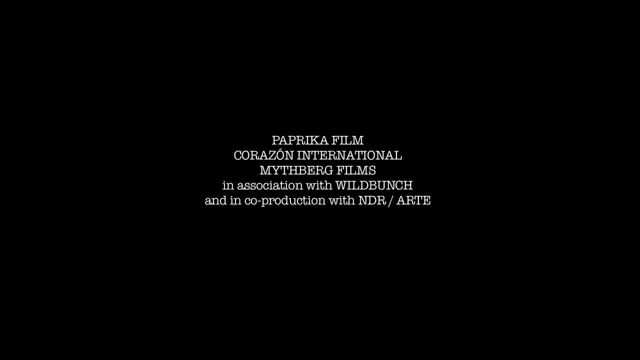 PAPRIKA FILM
CORAZÓN INTERNATIONAL
MYTHBERG FILMS
in association with WILDBUNCH
and in co-production with NDR / ARTE